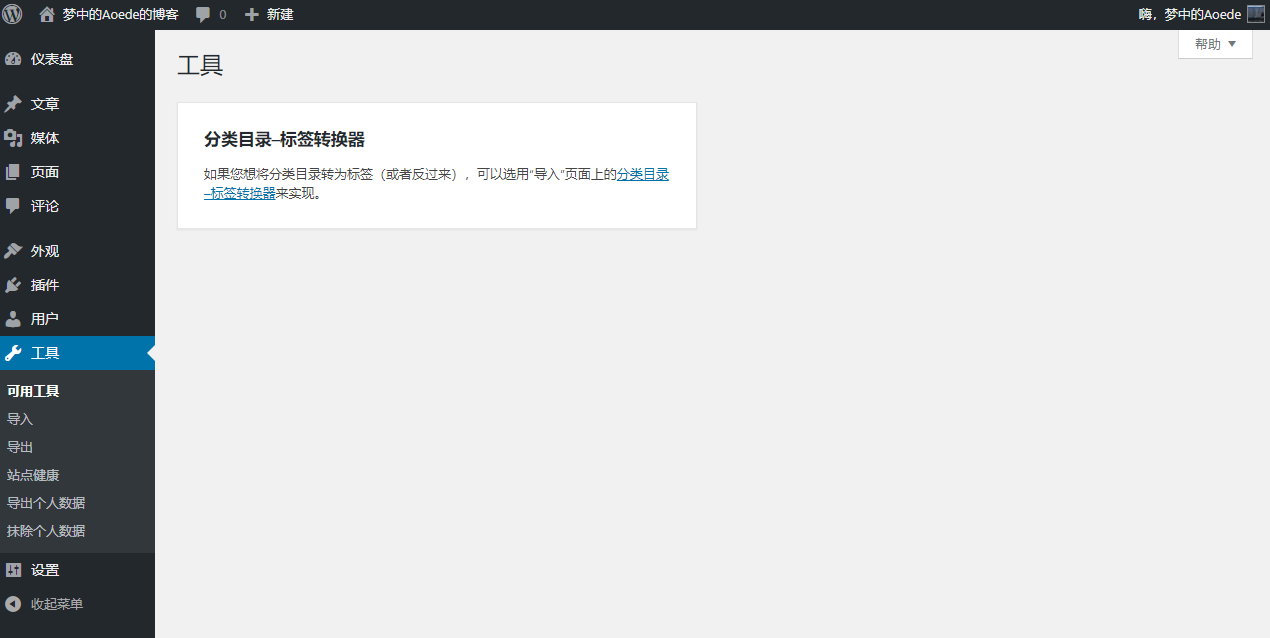 梦中的Aoede的博客 0 新建 嗨，梦中的Aoede
帮助
仪表盘
文章
媒体
页面
评论
外观
插件
用户
工具
可用工具
导入
导出
站点健康
导出个人数据
抹除个人数据
设置
收起菜单
工具
分类目录–标签转换器
如果您想将分类目录转为标签（或者反过来），可以选用“导入”页面上的分类目录
–标签转换器来实现。